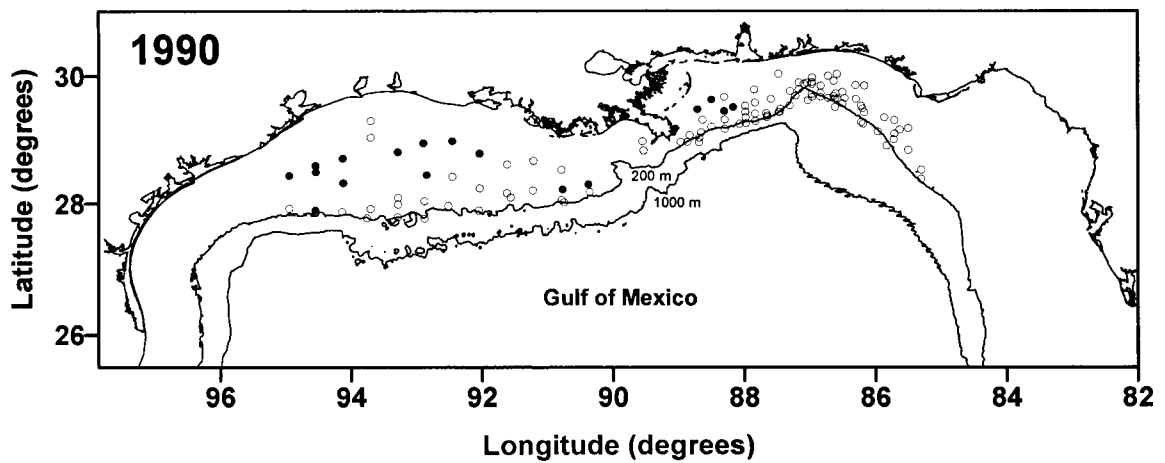 1990
Latitude (degrees)
30
28
26
200 m
1000 m
Gulf of Mexico
96 94 92 90 88 86 84 82
Longitude (degrees)